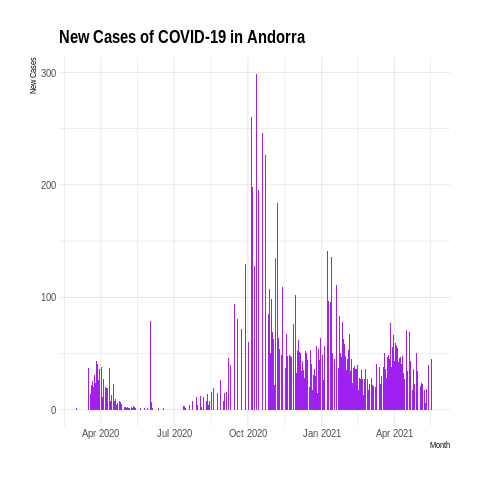 New Cases of COVID-19 in Andorra
New Cases
300
200
100
0
Apr 2020
Jul 2020
Oct 2020
Jan 2021
Apr 2021
Month